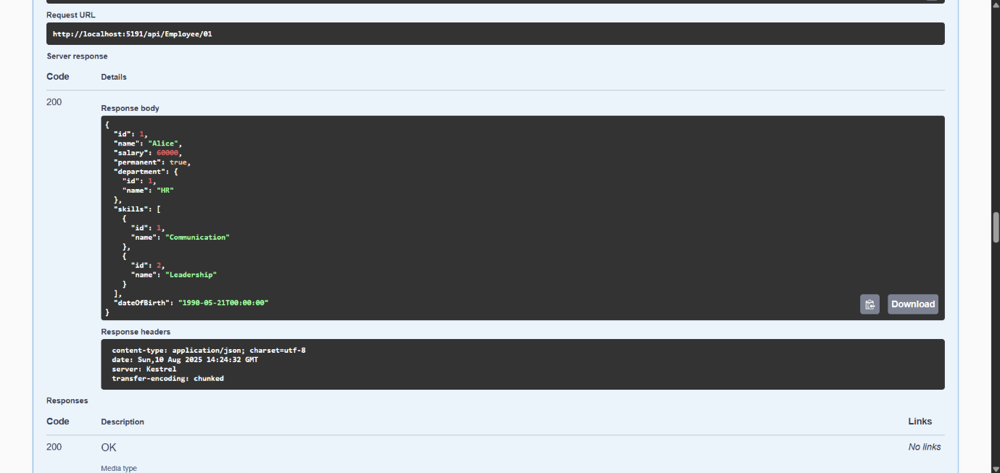 Request URL
http://localhost:5191/api/Employee/01
Server response
Code Details
200
Response body
{
  "id": 1,
  "name": "Alice",
  "salary": 60000,
  "permanent": true,
  "department": {
    "id": 1,
    "name": "HR"
  },
  "skills": [
    {
      "id": 1,
      "name": "Communication"
    },
    {
      "id": 2,
      "name": "Leadership"
    }
  ],
  "dateOfBirth": "1990-05-21T00:00:00"
}
Download
Response headers
content-type: application/json; charset=utf-8
date: Sun,10 Aug 2025 14:24:32 GMT
server: Kestrel
transfer-encoding: chunked
Responses
Code Description Links
200 OK No links
Media type